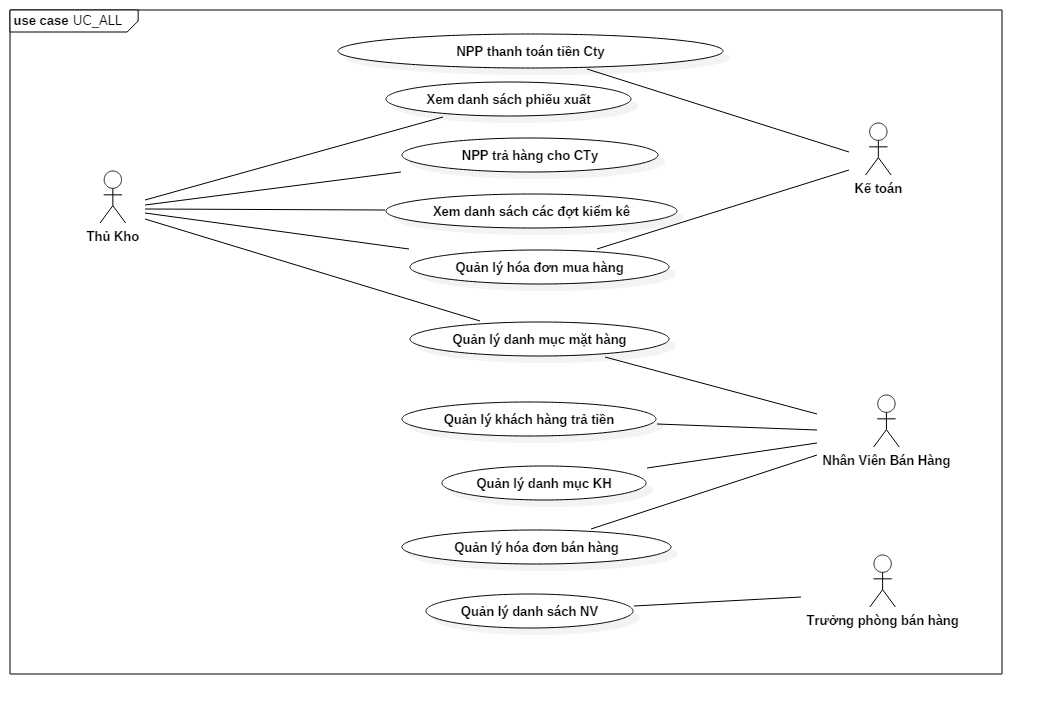 use case UC_ALL
NPP thanh toán tiền Cty
Xem danh sách phiếu xuất
NPP trả hàng cho CTy
Kế toán
Xem danh sách các đợt kiểm kê
Thủ Kho
Quản lý hóa đơn mua hàng
Quản lý danh mục mặt hàng
Quản lý khách hàng trả tiền
Nhân Viên Bán Hàng
Quản lý danh mục KH
Quản lý hóa đơn bán hàng
Quản lý danh sách NV
Trưởng phòng bán hàng